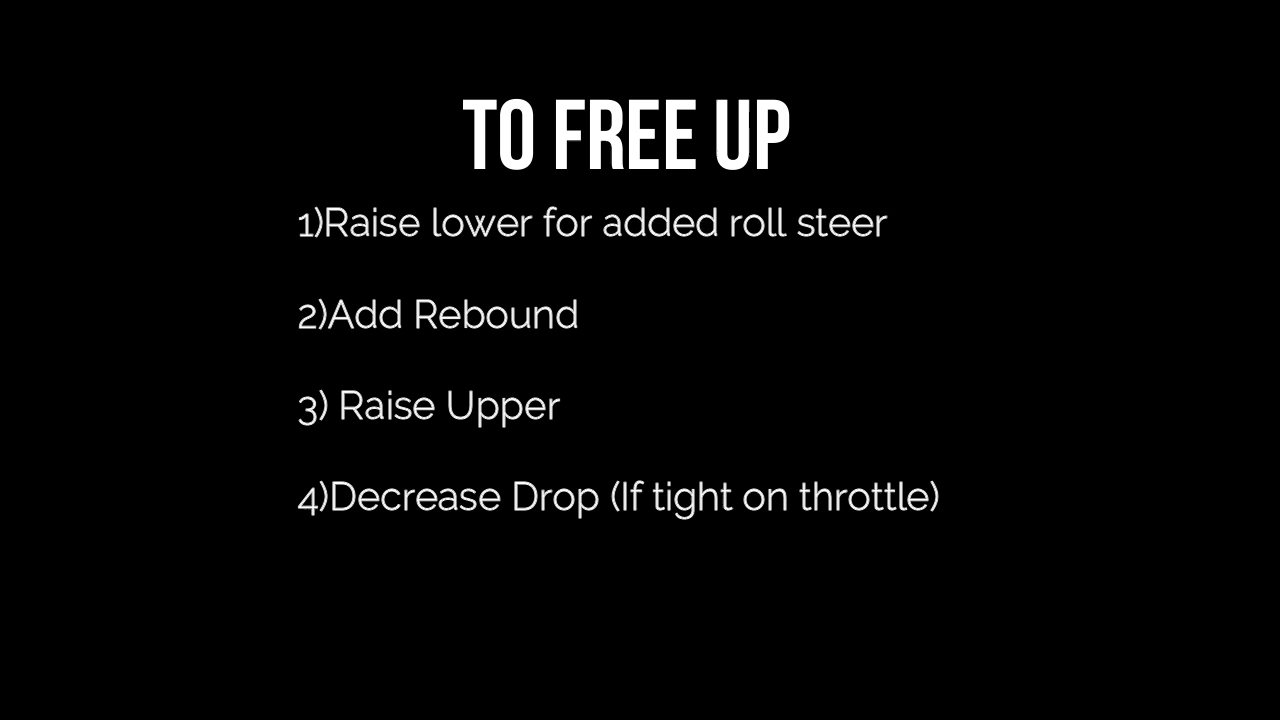 TO FREE UP
1)Raise lower for added roll steer
2)Add Rebound
3) Raise Upper
4)Decrease Drop (If tight on throttle)